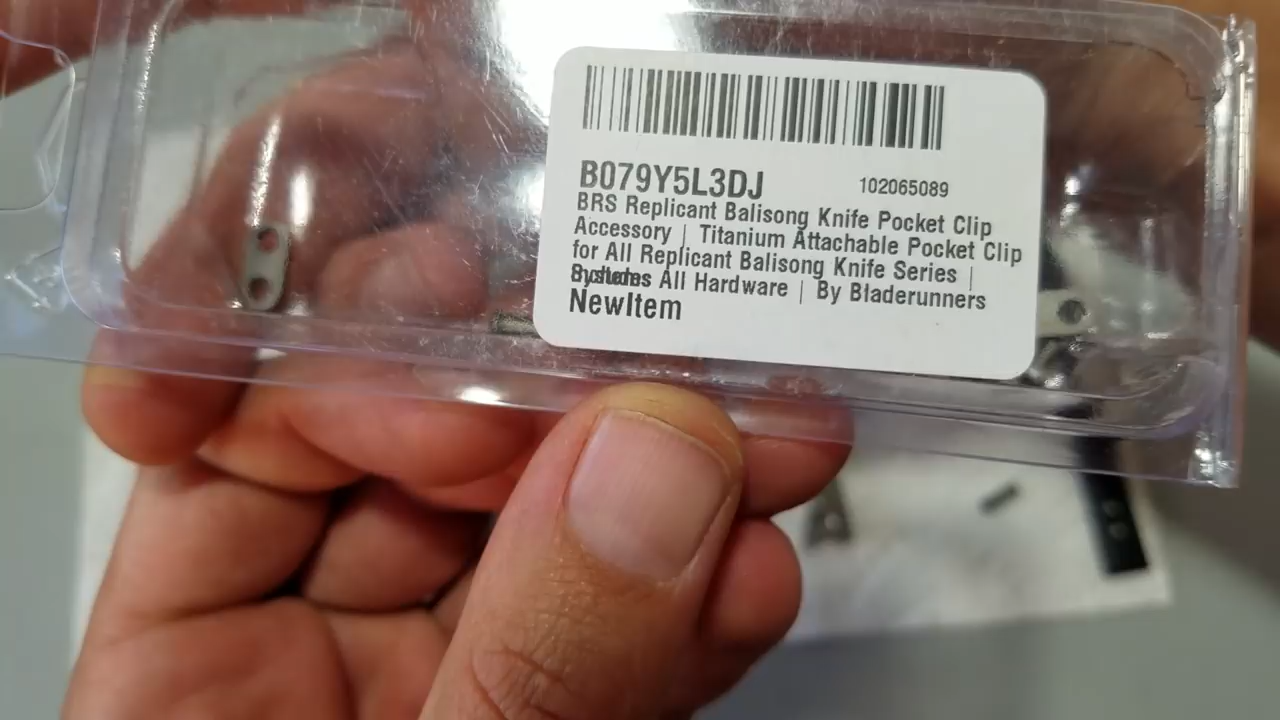 B079Y5L3DJ 102065089
BRS Replicant Balisong Knife Pocket Clip
Accessory | Titanium Attachable Pocket Clip
for All Replicant Balisong Knife Series |
All Hardware | By Bladerunners
NewItem